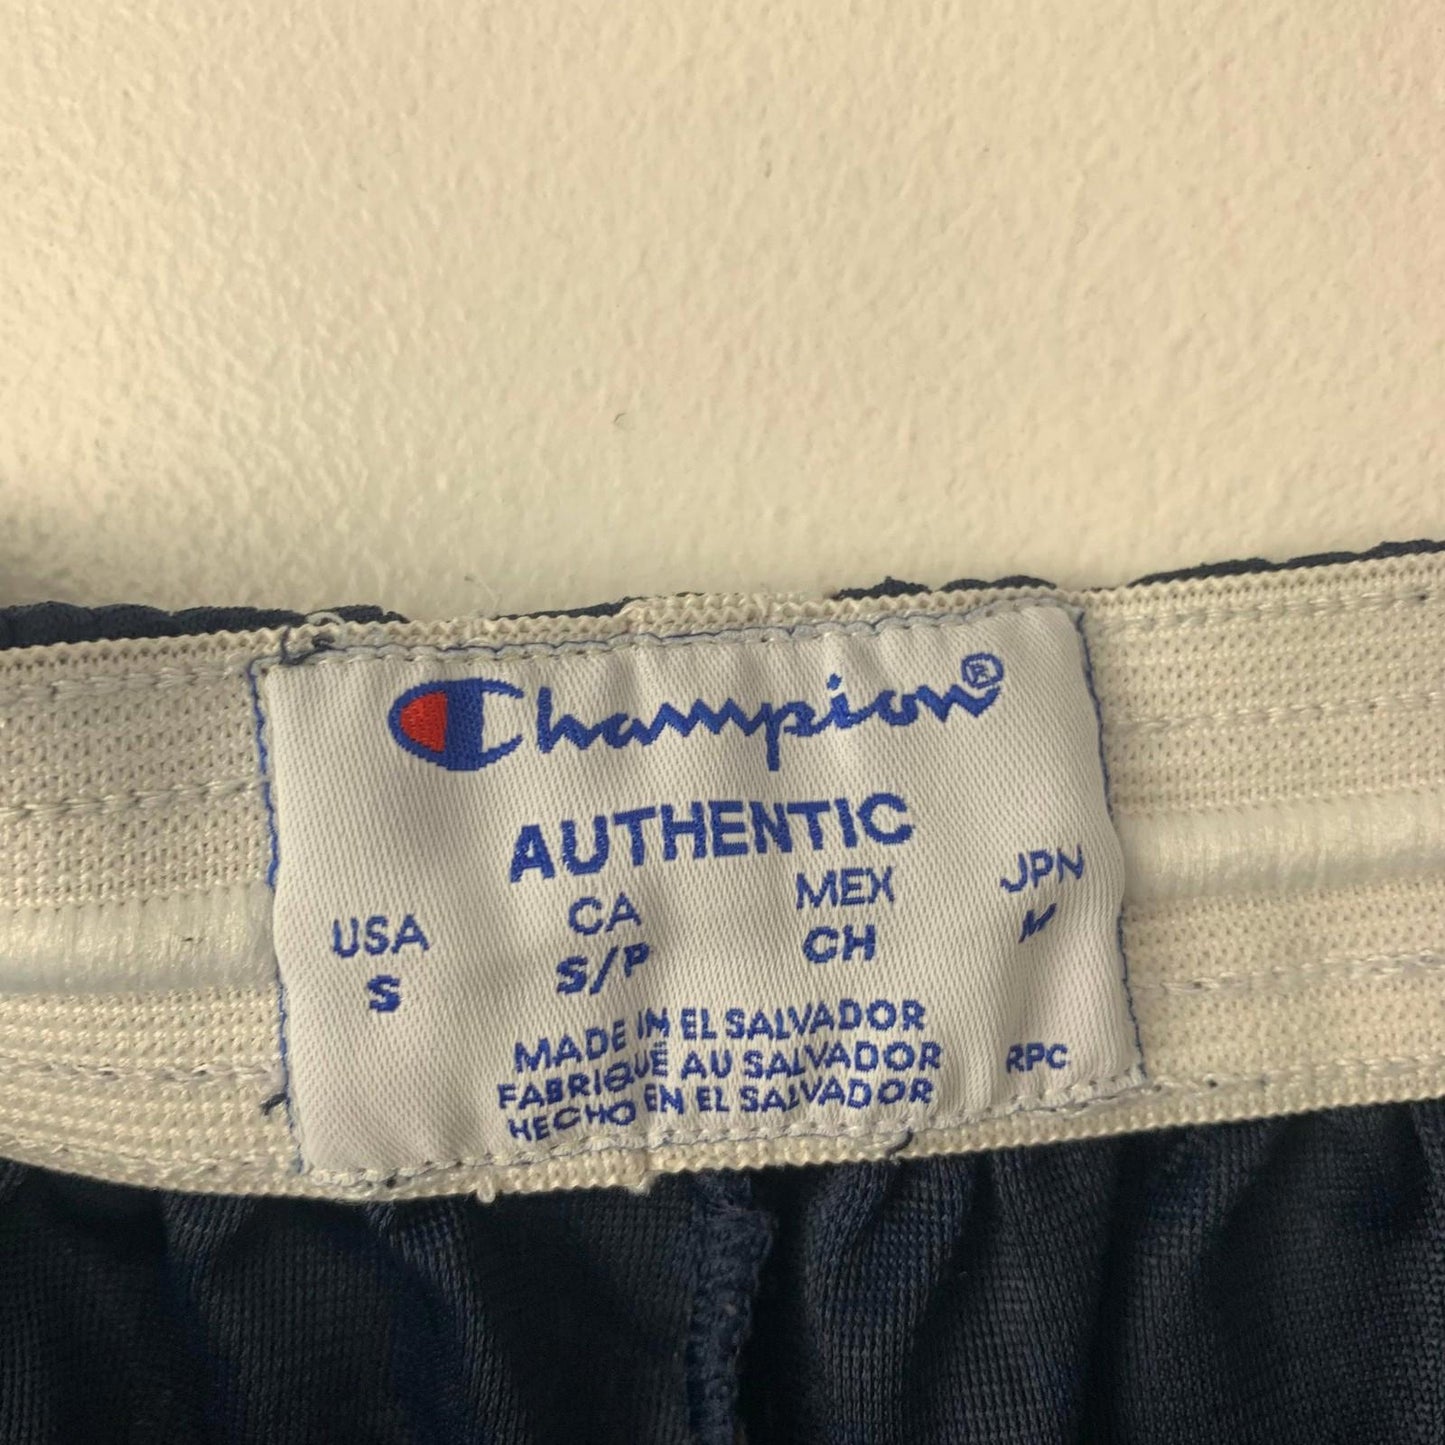 Champion®
AUTHENTIC
USA CA MEX JPN
S S/P CH M
MADE IN EL SALVADOR
FABRIQUÉ AU SALVADOR RPC
HECHO EN EL SALVADOR